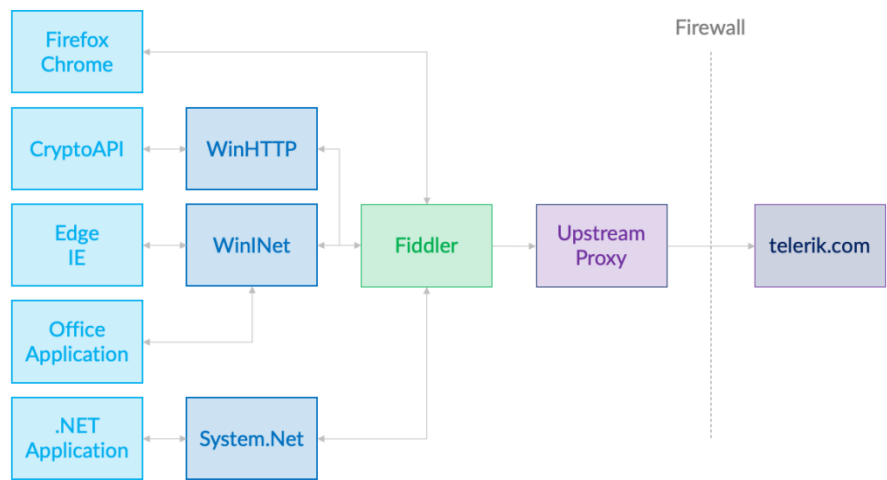 Firefox
Chrome
Firewall
CryptoAPI
WinHTTP
Edge
IE
WinINet
Fiddler
Upstream
Proxy
telerik.com
Office
Application
.NET
Application
System.Net